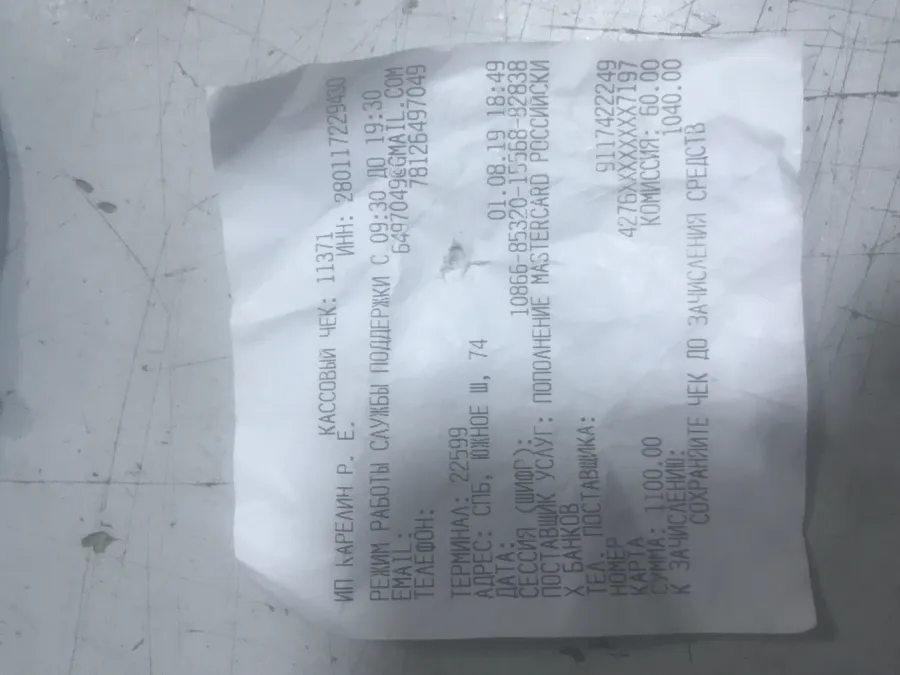 КАССОВЫЙ ЧЕК: 11371
ИП КАРЕЛИН Р. Е. ИНН: 280117229430
РЕЖИМ РАБОТЫ СЛУЖБЫ ПОДДЕРЖКИ С 09:30 ДО 19:30
EMAIL: 6497049@GMAIL.COM
ТЕЛЕФОН: 78126497049
ТЕРМИНАЛ: 22599
АДРЕС: СПБ, ЮЖНОЕ Ш, 74
ДАТА: 01.08.19 18:49
СЕССИЯ (ШИФР): 10866-85320-15568-82838
ПОСТАВЩИК УСЛУГ: ПОПОЛНЕНИЕ MASTERCARD РОССИЙСКИ
Х БАНКОВ
ТЕЛ. ПОСТАВЩИКА:
НОМЕР 9117422249
КАРТА 4276XXXXXXXX7197
СУММА: 1100.00 КОМИССИЯ: 60.00
К ЗАЧИСЛЕНИЮ: 1040.00
СОХРАНЯЙТЕ ЧЕК ДО ЗАЧИСЛЕНИЯ СРЕДСТВ